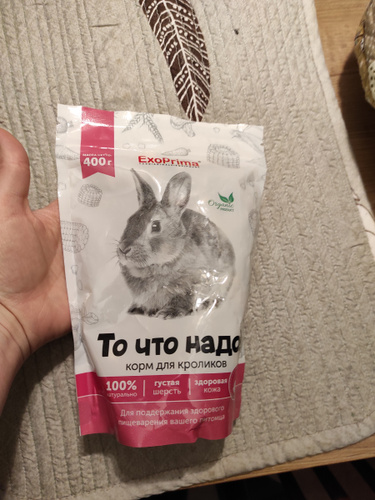 400 г
ExoPrima
Organic
То что надо
корм для кроликов
100%
натурально
густая
шерсть
здоровая
кожа
Для поддержания здорового
пищеварения вашего питомца